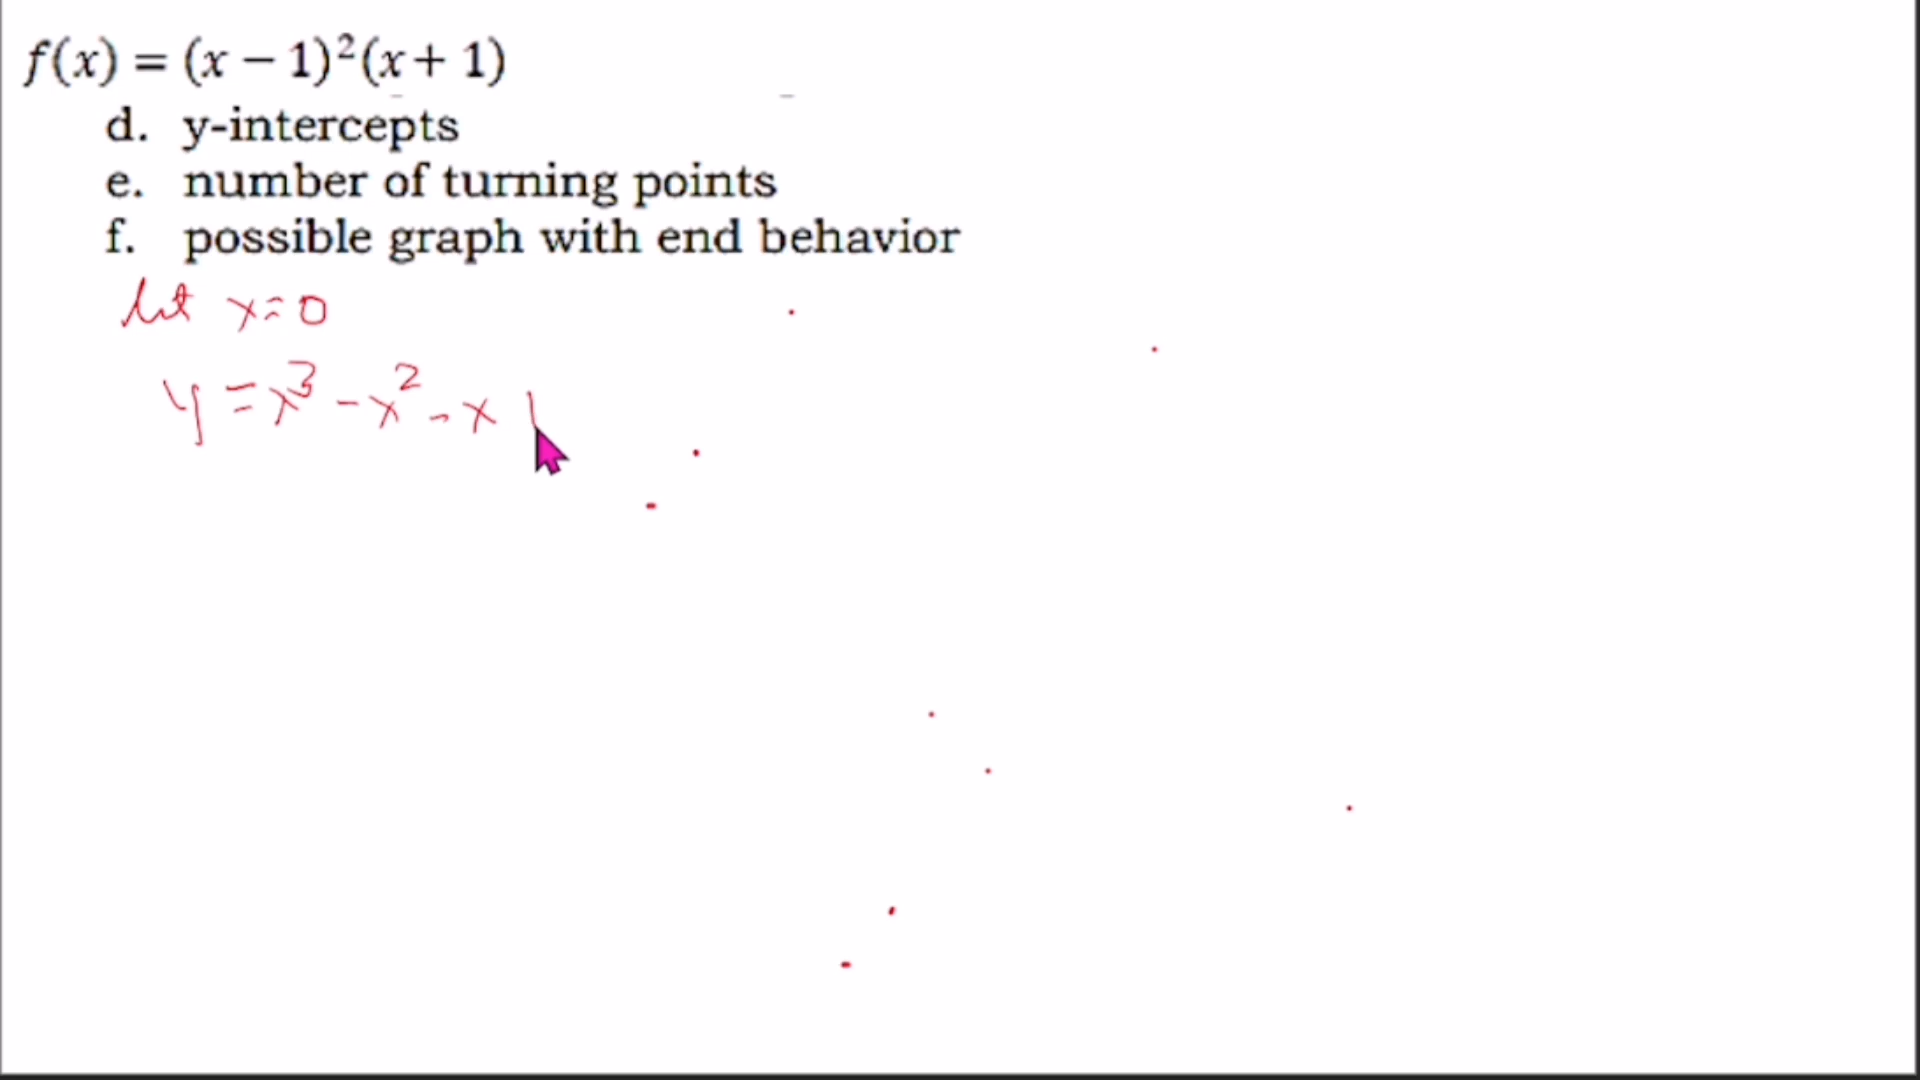 f(x) = (x − 1)²(x + 1)
d. y-intercepts
e. number of turning points
f. possible graph with end behavior
let x = 0
y = x³ - x² - x